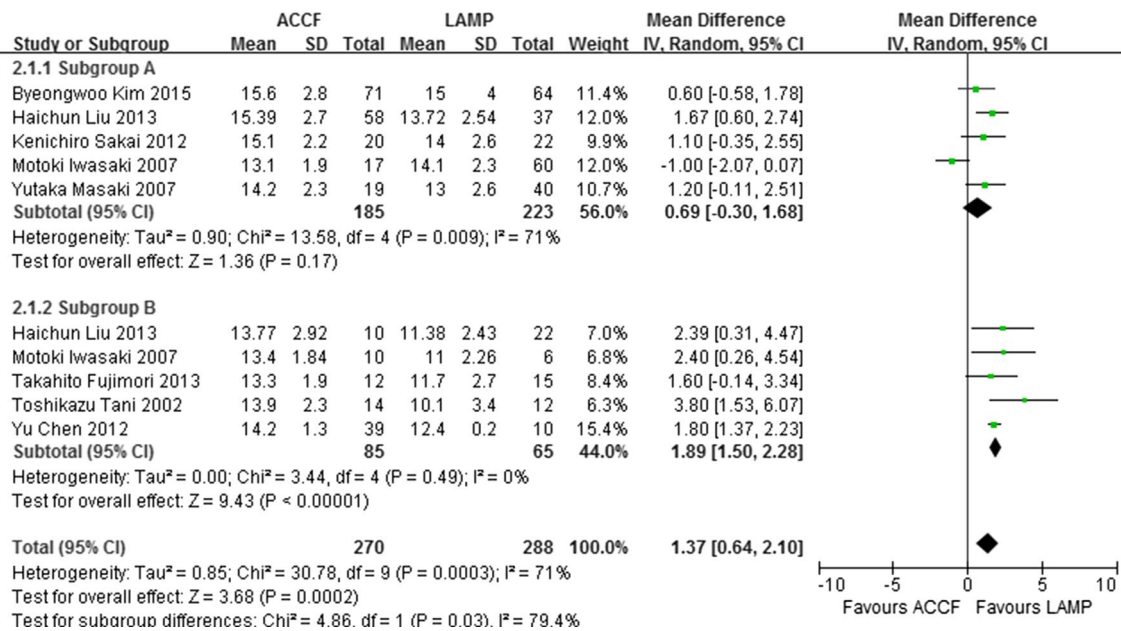 ACCF LAMP Mean Difference Mean Difference
Study or Subgroup Mean SD Total Mean SD Total Weight IV, Random, 95% CI IV, Random, 95% CI
2.1.1 Subgroup A
Byeongwoo Kim 2015 15.6 2.8 71 15 4 64 11.4% 0.60 [-0.58, 1.78]
Haichun Liu 2013 15.39 2.7 58 13.72 2.54 37 12.0% 1.67 [0.60, 2.74]
Kenichiro Sakai 2012 15.1 2.2 20 14 2.6 22 9.9% 1.10 [-0.35, 2.55]
Motoki Iwasaki 2007 13.1 1.9 17 14.1 2.3 60 12.0% -1.00 [-2.07, 0.07]
Yutaka Masaki 2007 14.2 2.3 19 13 2.6 40 10.7% 1.20 [-0.11, 2.51]
Subtotal (95% CI) 185 223 56.0% 0.69 [-0.30, 1.68]
Heterogeneity: Tau² = 0.90; Chi² = 13.58, df = 4 (P = 0.009); I² = 71%
Test for overall effect: Z = 1.36 (P = 0.17)
2.1.2 Subgroup B
Haichun Liu 2013 13.77 2.92 10 11.38 2.43 22 7.0% 2.39 [0.31, 4.47]
Motoki Iwasaki 2007 13.4 1.84 10 11 2.26 6 6.8% 2.40 [0.26, 4.54]
Takahito Fujimori 2013 13.3 1.9 12 11.7 2.7 15 8.4% 1.60 [-0.14, 3.34]
Toshikazu Tani 2002 13.9 2.3 14 10.1 3.4 12 6.3% 3.80 [1.53, 6.07]
Yu Chen 2012 14.2 1.3 39 12.4 0.2 10 15.4% 1.80 [1.37, 2.23]
Subtotal (95% CI) 85 65 44.0% 1.89 [1.50, 2.28]
Heterogeneity: Tau² = 0.00; Chi² = 3.44, df = 4 (P = 0.49); I² = 0%
Test for overall effect: Z = 9.43 (P < 0.00001)
Total (95% CI) 270 288 100.0% 1.37 [0.64, 2.10]
Heterogeneity: Tau² = 0.85; Chi² = 30.78, df = 9 (P = 0.0003); I² = 71%
Test for overall effect: Z = 3.68 (P = 0.0002)
Test for subgroup differences: Chi² = 4.86, df = 1 (P = 0.03), I² = 79.4%
-10 -5 0 5 10
Favours ACCF Favours LAMP